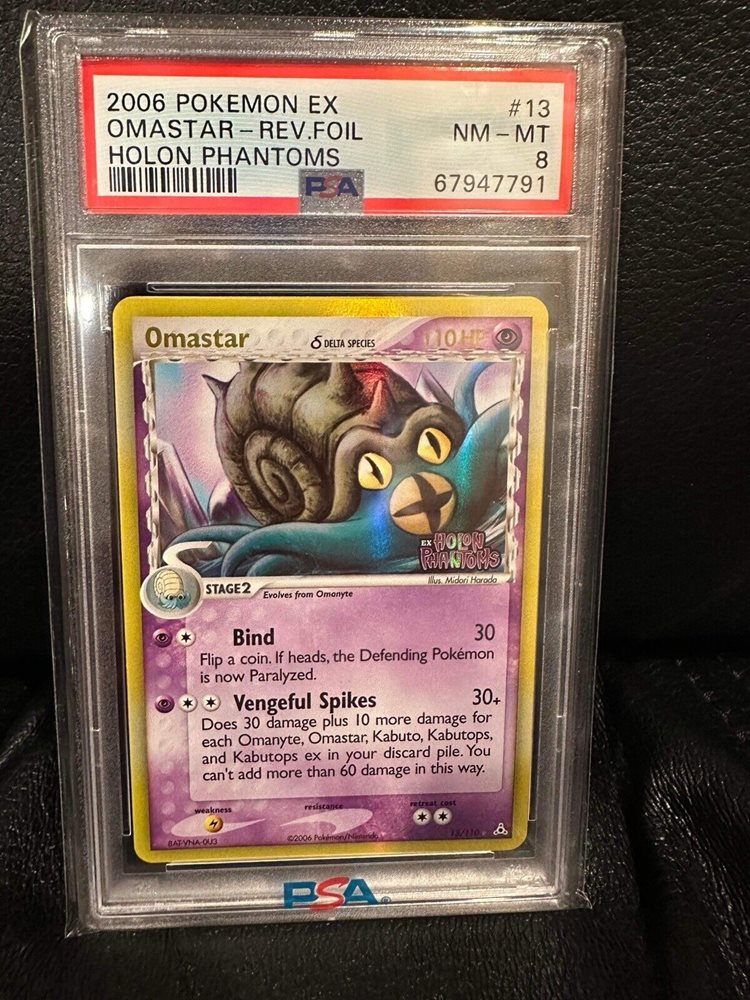 2006 POKEMON EX #13
OMASTAR - REV.FOIL NM - MT
HOLON PHANTOMS 8
PSA 67947791
Omastar δ DELTA SPECIES 110 HP
EX HOLON
PHANTOMS
Illus. Midori Harada
STAGE 2 Evolves from Omanyte
Bind 30
Flip a coin. If heads, the Defending Pokémon
is now Paralyzed.
Vengeful Spikes 30+
Does 30 damage plus 10 more damage for
each Omanyte, Omastar, Kabuto, Kabutops,
and Kabutops ex in your discard pile. You
can't add more than 60 damage in this way.
weakness resistance retreat cost
8AT-VNA-0U3 ©2006 Pokémon/Nintendo 13/110
PSA